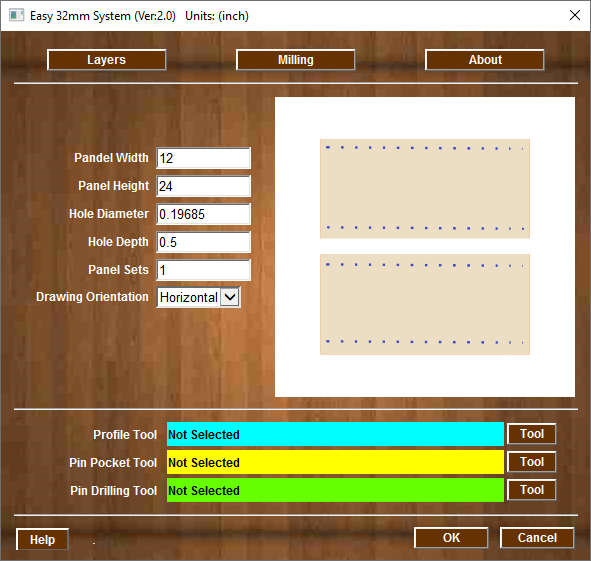 Easy 32mm System (Ver:2.0) Units: (inch)
Layers Milling About
Pandel Width 12
Panel Height 24
Hole Diameter 0.19685
Hole Depth 0.5
Panel Sets 1
Drawing Orientation Horizontal
Profile Tool Not Selected Tool
Pin Pocket Tool Not Selected Tool
Pin Drilling Tool Not Selected Tool
Help . OK Cancel